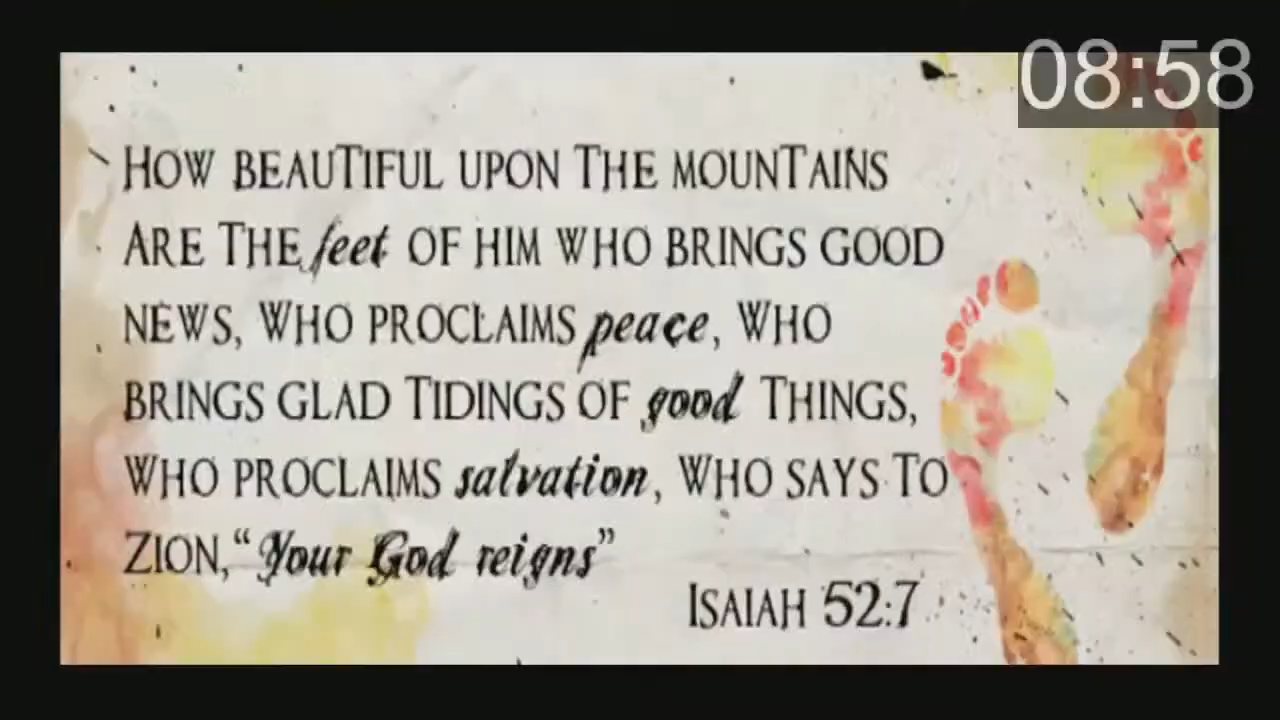 08:58
HOW BEAUTIFUL UPON THE MOUNTAINS
ARE THE feet OF HIM WHO BRINGS GOOD
NEWS, WHO PROCLAIMS peace, WHO
BRINGS GLAD TIDINGS OF good THINGS,
WHO PROCLAIMS salvation, WHO SAYS TO
ZION, “Your God reigns”
ISAIAH 52:7